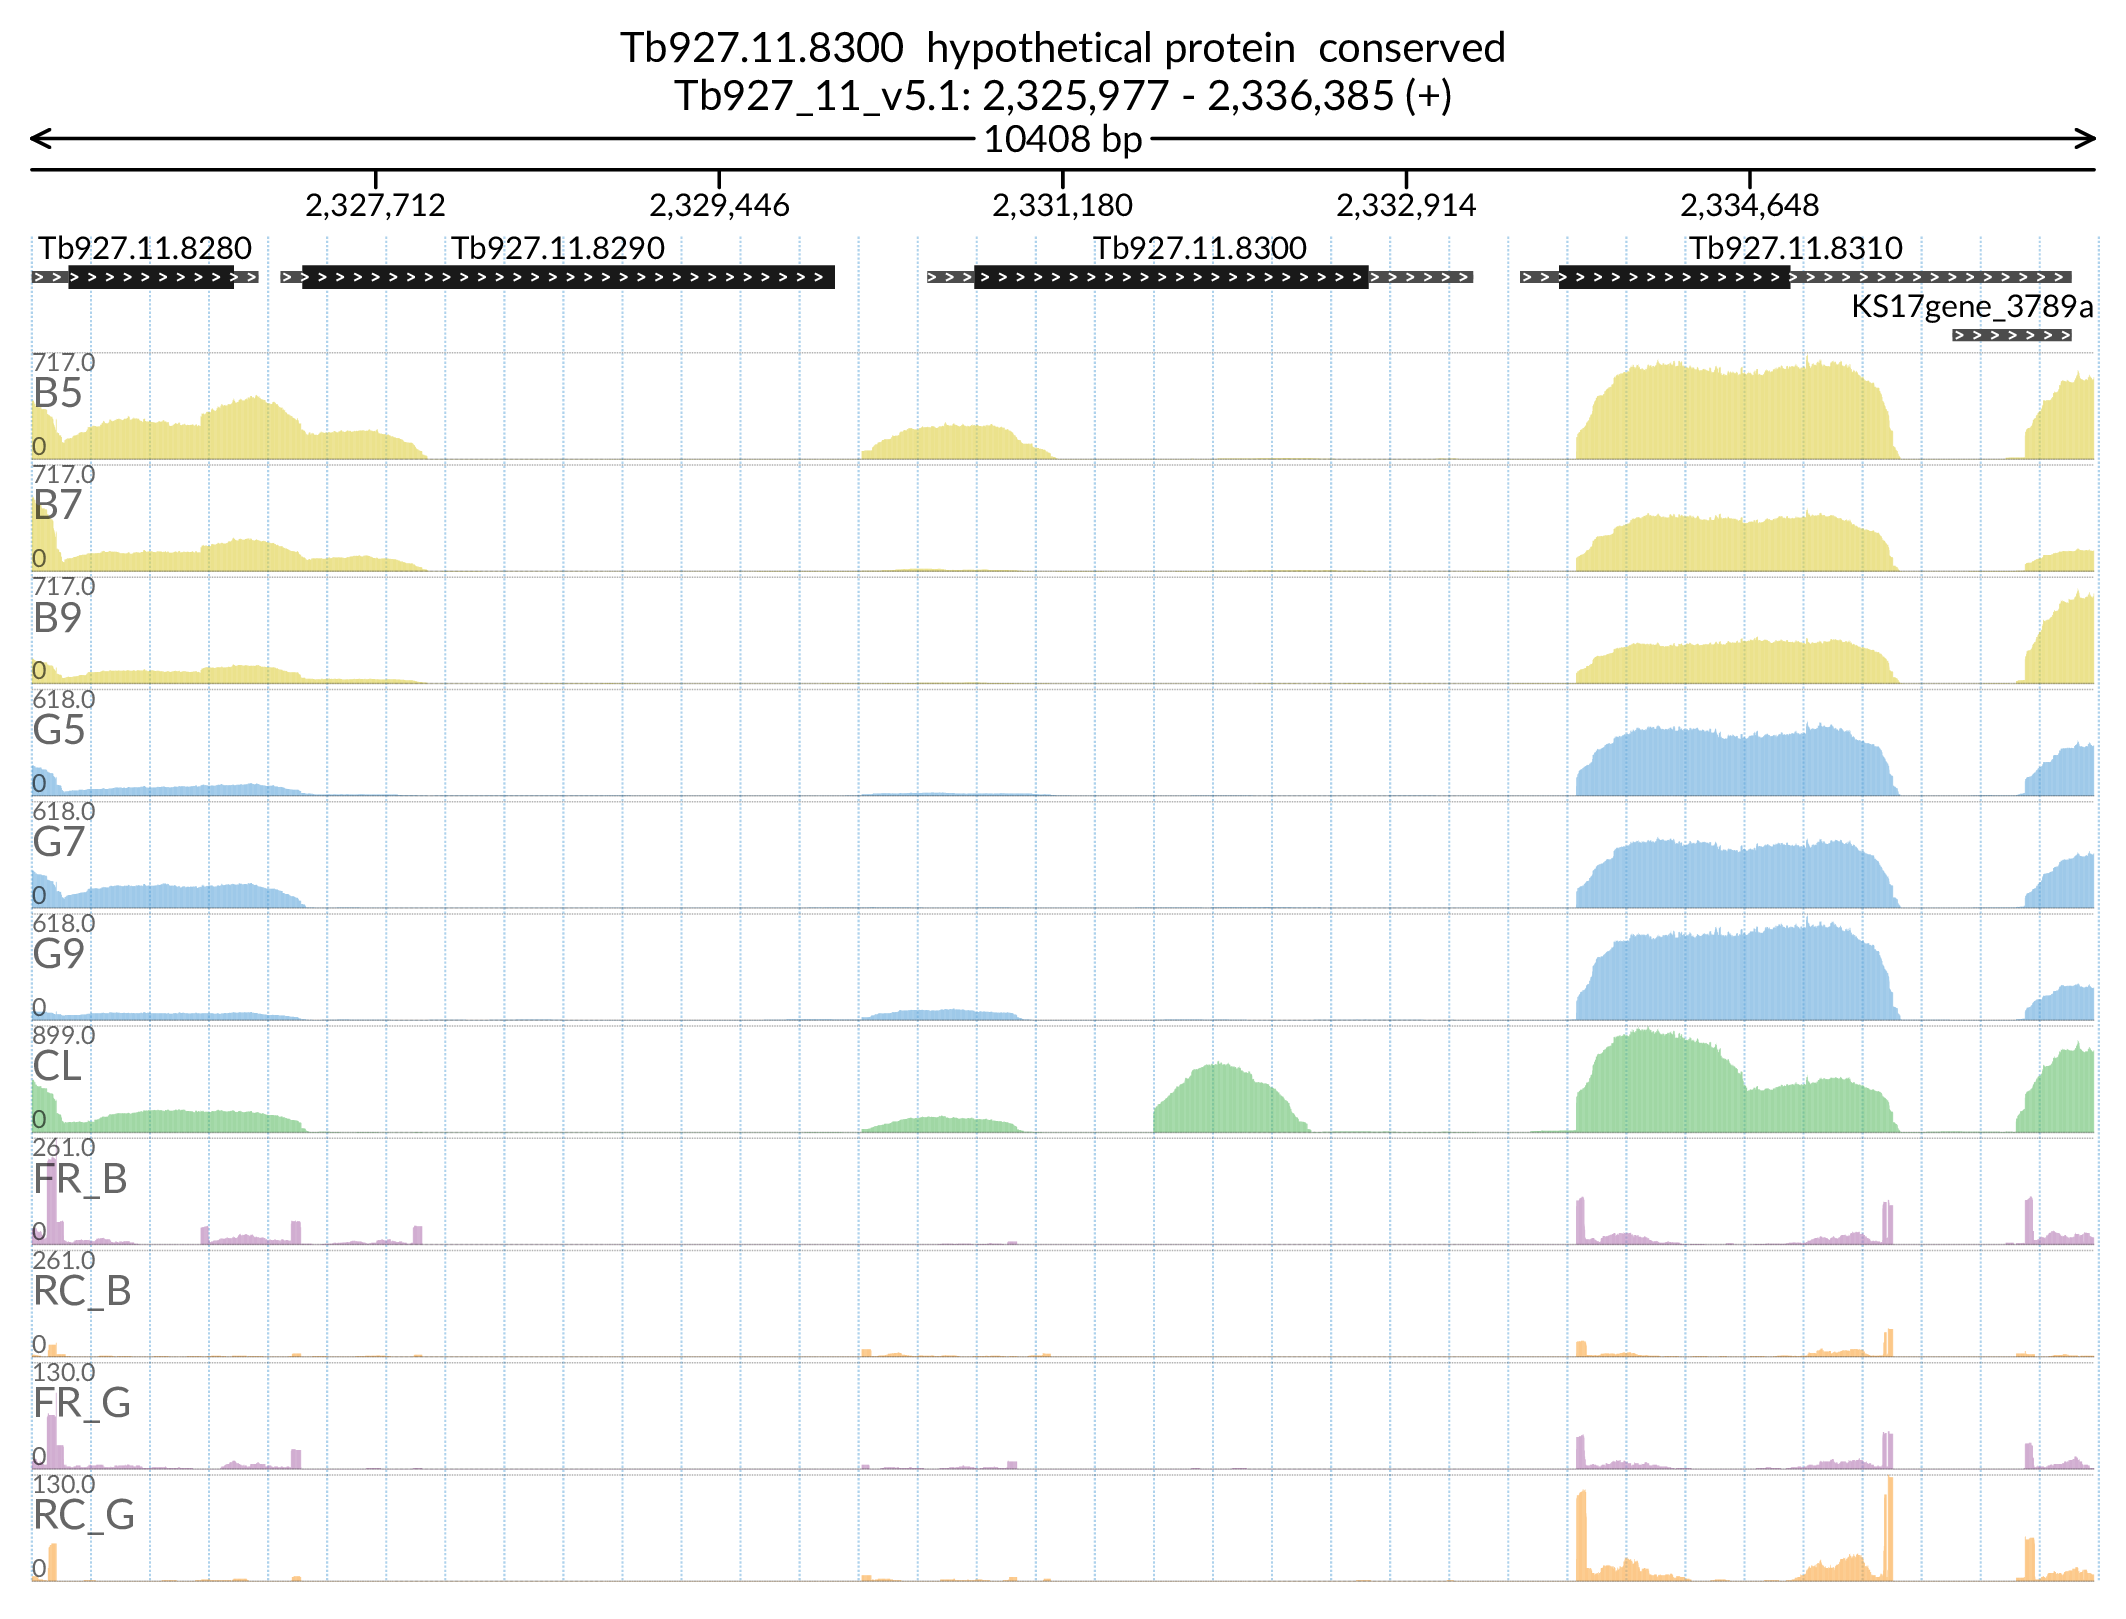 Tb927.11.8300  hypothetical protein  conserved
Tb927_11_v5.1: 2,325,977 - 2,336,385 (+)
10408 bp
2,327,712 2,329,446 2,331,180 2,332,914 2,334,648
Tb927.11.8280 Tb927.11.8290 Tb927.11.8300 Tb927.11.8310
KS17gene_3789a
717.0
B5
0
717.0
B7
0
717.0
B9
0
618.0
G5
0
618.0
G7
0
618.0
G9
0
899.0
CL
0
261.0
FR_B
0
261.0
RC_B
0
130.0
FR_G
0
130.0
RC_G
0